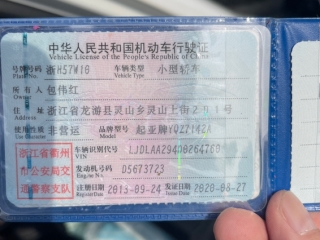 中华人民共和国机动车行驶证
Vehicle License of the People's Republic of China
号牌号码 浙H57W1G 车辆类型 小型轿车
Plate No. Vehicle Type
所有人 包伟红
住址 浙江省龙游县灵山乡灵山上街201号
使用性质 非营运 品牌型号 起亚牌YQZ7142A
浙江省衢州市公安局交通警察支队
车辆识别代号
VIN
发动机号码 D5673723
Engine No.
注册日期 2013-09-24 发证日期 2020-08-27
Register Date Issue Date